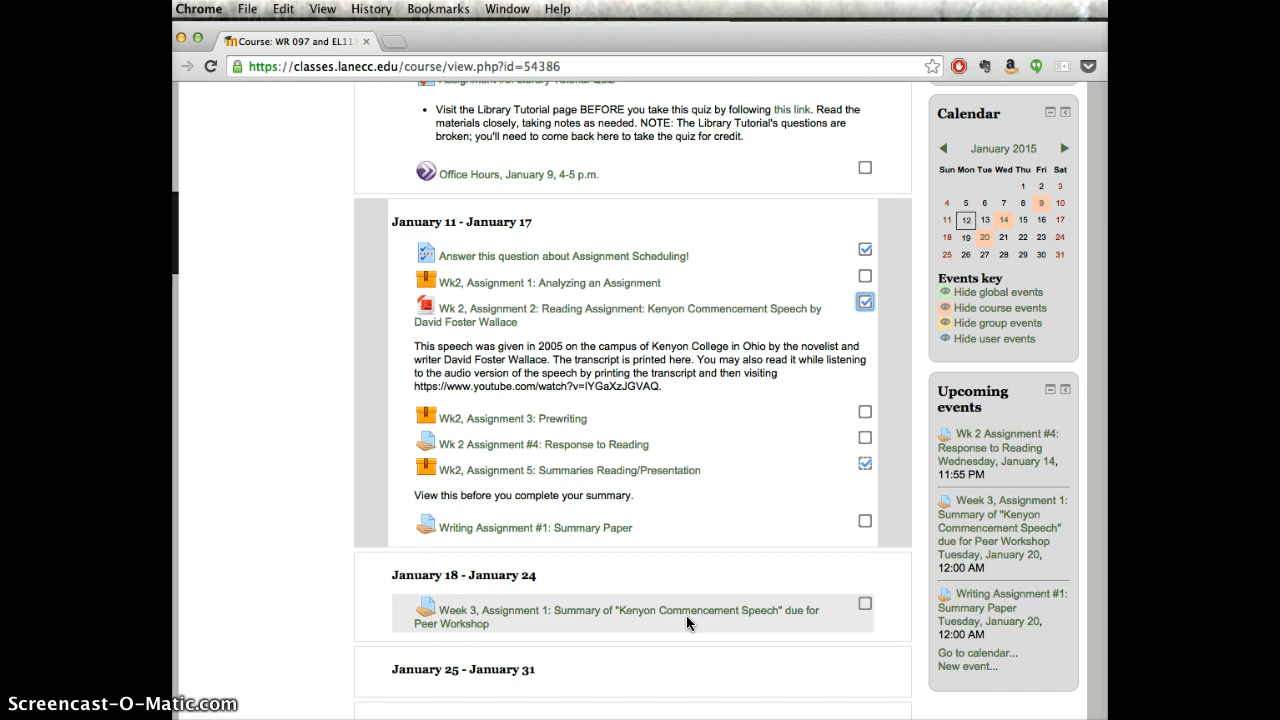 Chrome File Edit View History Bookmarks Window Help
Course: WR 097 and EL11
https://classes.lanecc.edu/course/view.php?id=54386
Visit the Library Tutorial page BEFORE you take this quiz by following this link. Read the
materials closely, taking notes as needed. NOTE: The Library Tutorial's questions are
broken; you'll need to come back here to take the quiz for credit.
Office Hours, January 9, 4-5 p.m.
January 11 - January 17
Answer this question about Assignment Scheduling!
Wk2, Assignment 1: Analyzing an Assignment
Wk 2, Assignment 2: Reading Assignment: Kenyon Commencement Speech by
David Foster Wallace
This speech was given in 2005 on the campus of Kenyon College in Ohio by the novelist and
writer David Foster Wallace. The transcript is printed here. You may also read it while listening
to the audio version of the speech by printing the transcript and then visiting
https://www.youtube.com/watch?v=IYGaXzJGVAQ.
Wk2, Assignment 3: Prewriting
Wk 2 Assignment #4: Response to Reading
Wk2, Assignment 5: Summaries Reading/Presentation
View this before you complete your summary.
Writing Assignment #1: Summary Paper
January 18 - January 24
Week 3, Assignment 1: Summary of "Kenyon Commencement Speech" due for
Peer Workshop
January 25 - January 31
Calendar
January 2015
Sun Mon Tue Wed Thu Fri Sat
1 2 3
4 5 6 7 8 9 10
11 12 13 14 15 16 17
18 19 20 21 22 23 24
25 26 27 28 29 30 31
Events key
Hide global events
Hide course events
Hide group events
Hide user events
Upcoming
events
Wk 2 Assignment #4:
Response to Reading
Wednesday, January 14,
11:55 PM
Week 3, Assignment 1:
Summary of "Kenyon
Commencement Speech"
due for Peer Workshop
Tuesday, January 20,
12:00 AM
Writing Assignment #1:
Summary Paper
Tuesday, January 20,
12:00 AM
Go to calendar...
New event...
Screencast-O-Matic.com